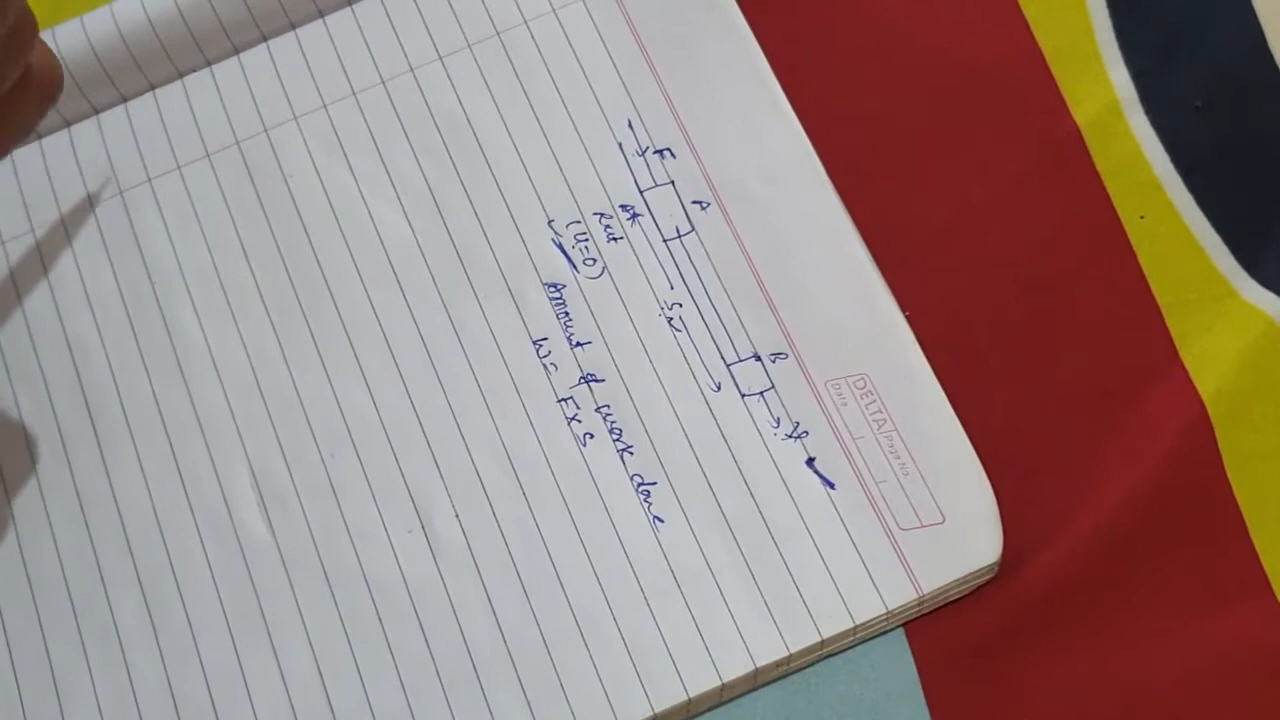 DELTA Page No.
Date
A B
F
At S
Rest
(u=0)
Amount of work done
W= F×S